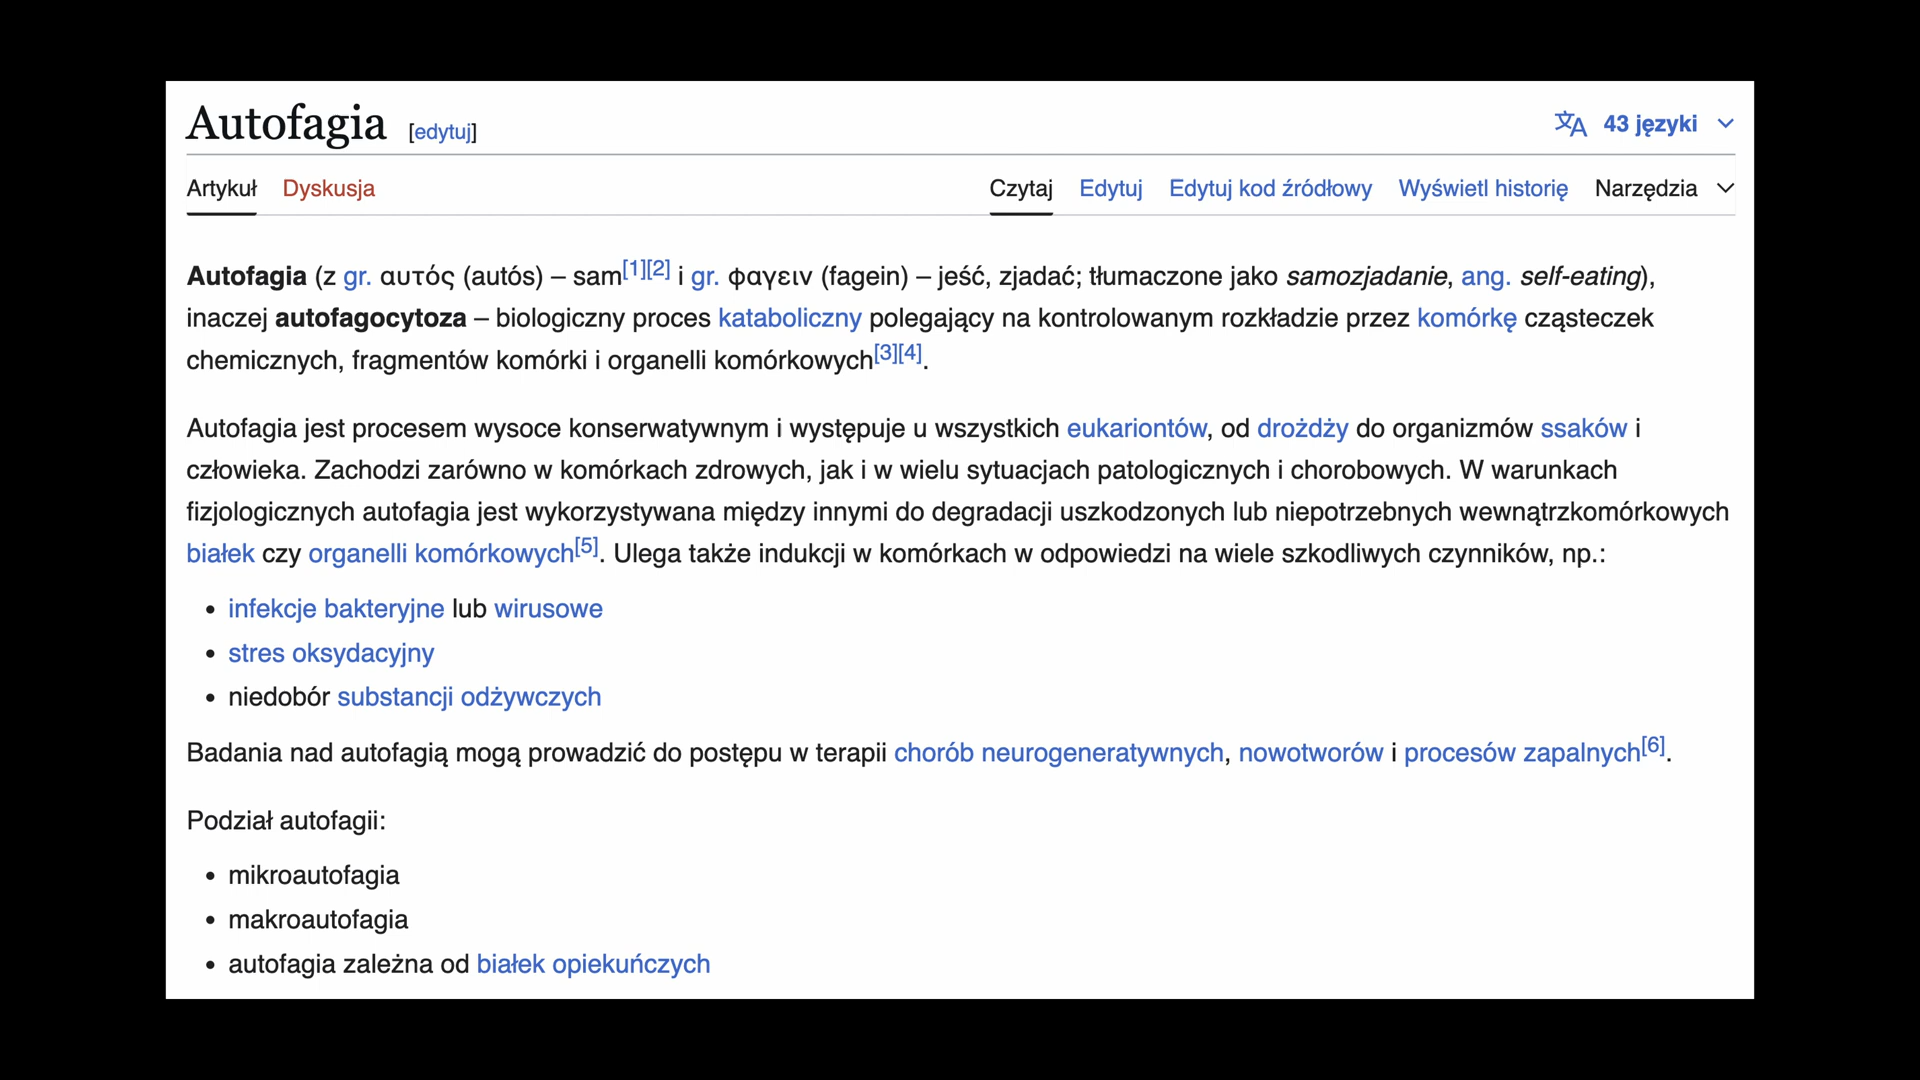 Autofagia [edytuj]
43 języki
Artykuł Dyskusja Czytaj Edytuj Edytuj kod źródłowy Wyświetl historię Narzędzia
Autofagia (z gr. αυτός (autós) – sam[1][2] i gr. φαγειν (fagein) – jeść, zjadać; tłumaczone jako samozjadanie, ang. self-eating),
inaczej autofagocytoza – biologiczny proces kataboliczny polegający na kontrolowanym rozkładzie przez komórkę cząsteczek
chemicznych, fragmentów komórki i organelli komórkowych[3][4].
Autofagia jest procesem wysoce konserwatywnym i występuje u wszystkich eukariontów, od drożdży do organizmów ssaków i
człowieka. Zachodzi zarówno w komórkach zdrowych, jak i w wielu sytuacjach patologicznych i chorobowych. W warunkach
fizjologicznych autofagia jest wykorzystywana między innymi do degradacji uszkodzonych lub niepotrzebnych wewnątrzkomórkowych
białek czy organelli komórkowych[5]. Ulega także indukcji w komórkach w odpowiedzi na wiele szkodliwych czynników, np.:
• infekcje bakteryjne lub wirusowe
• stres oksydacyjny
• niedobór substancji odżywczych
Badania nad autofagią mogą prowadzić do postępu w terapii chorób neurogeneratywnych, nowotworów i procesów zapalnych[6].
Podział autofagii:
• mikroautofagia
• makroautofagia
• autofagia zależna od białek opiekuńczych